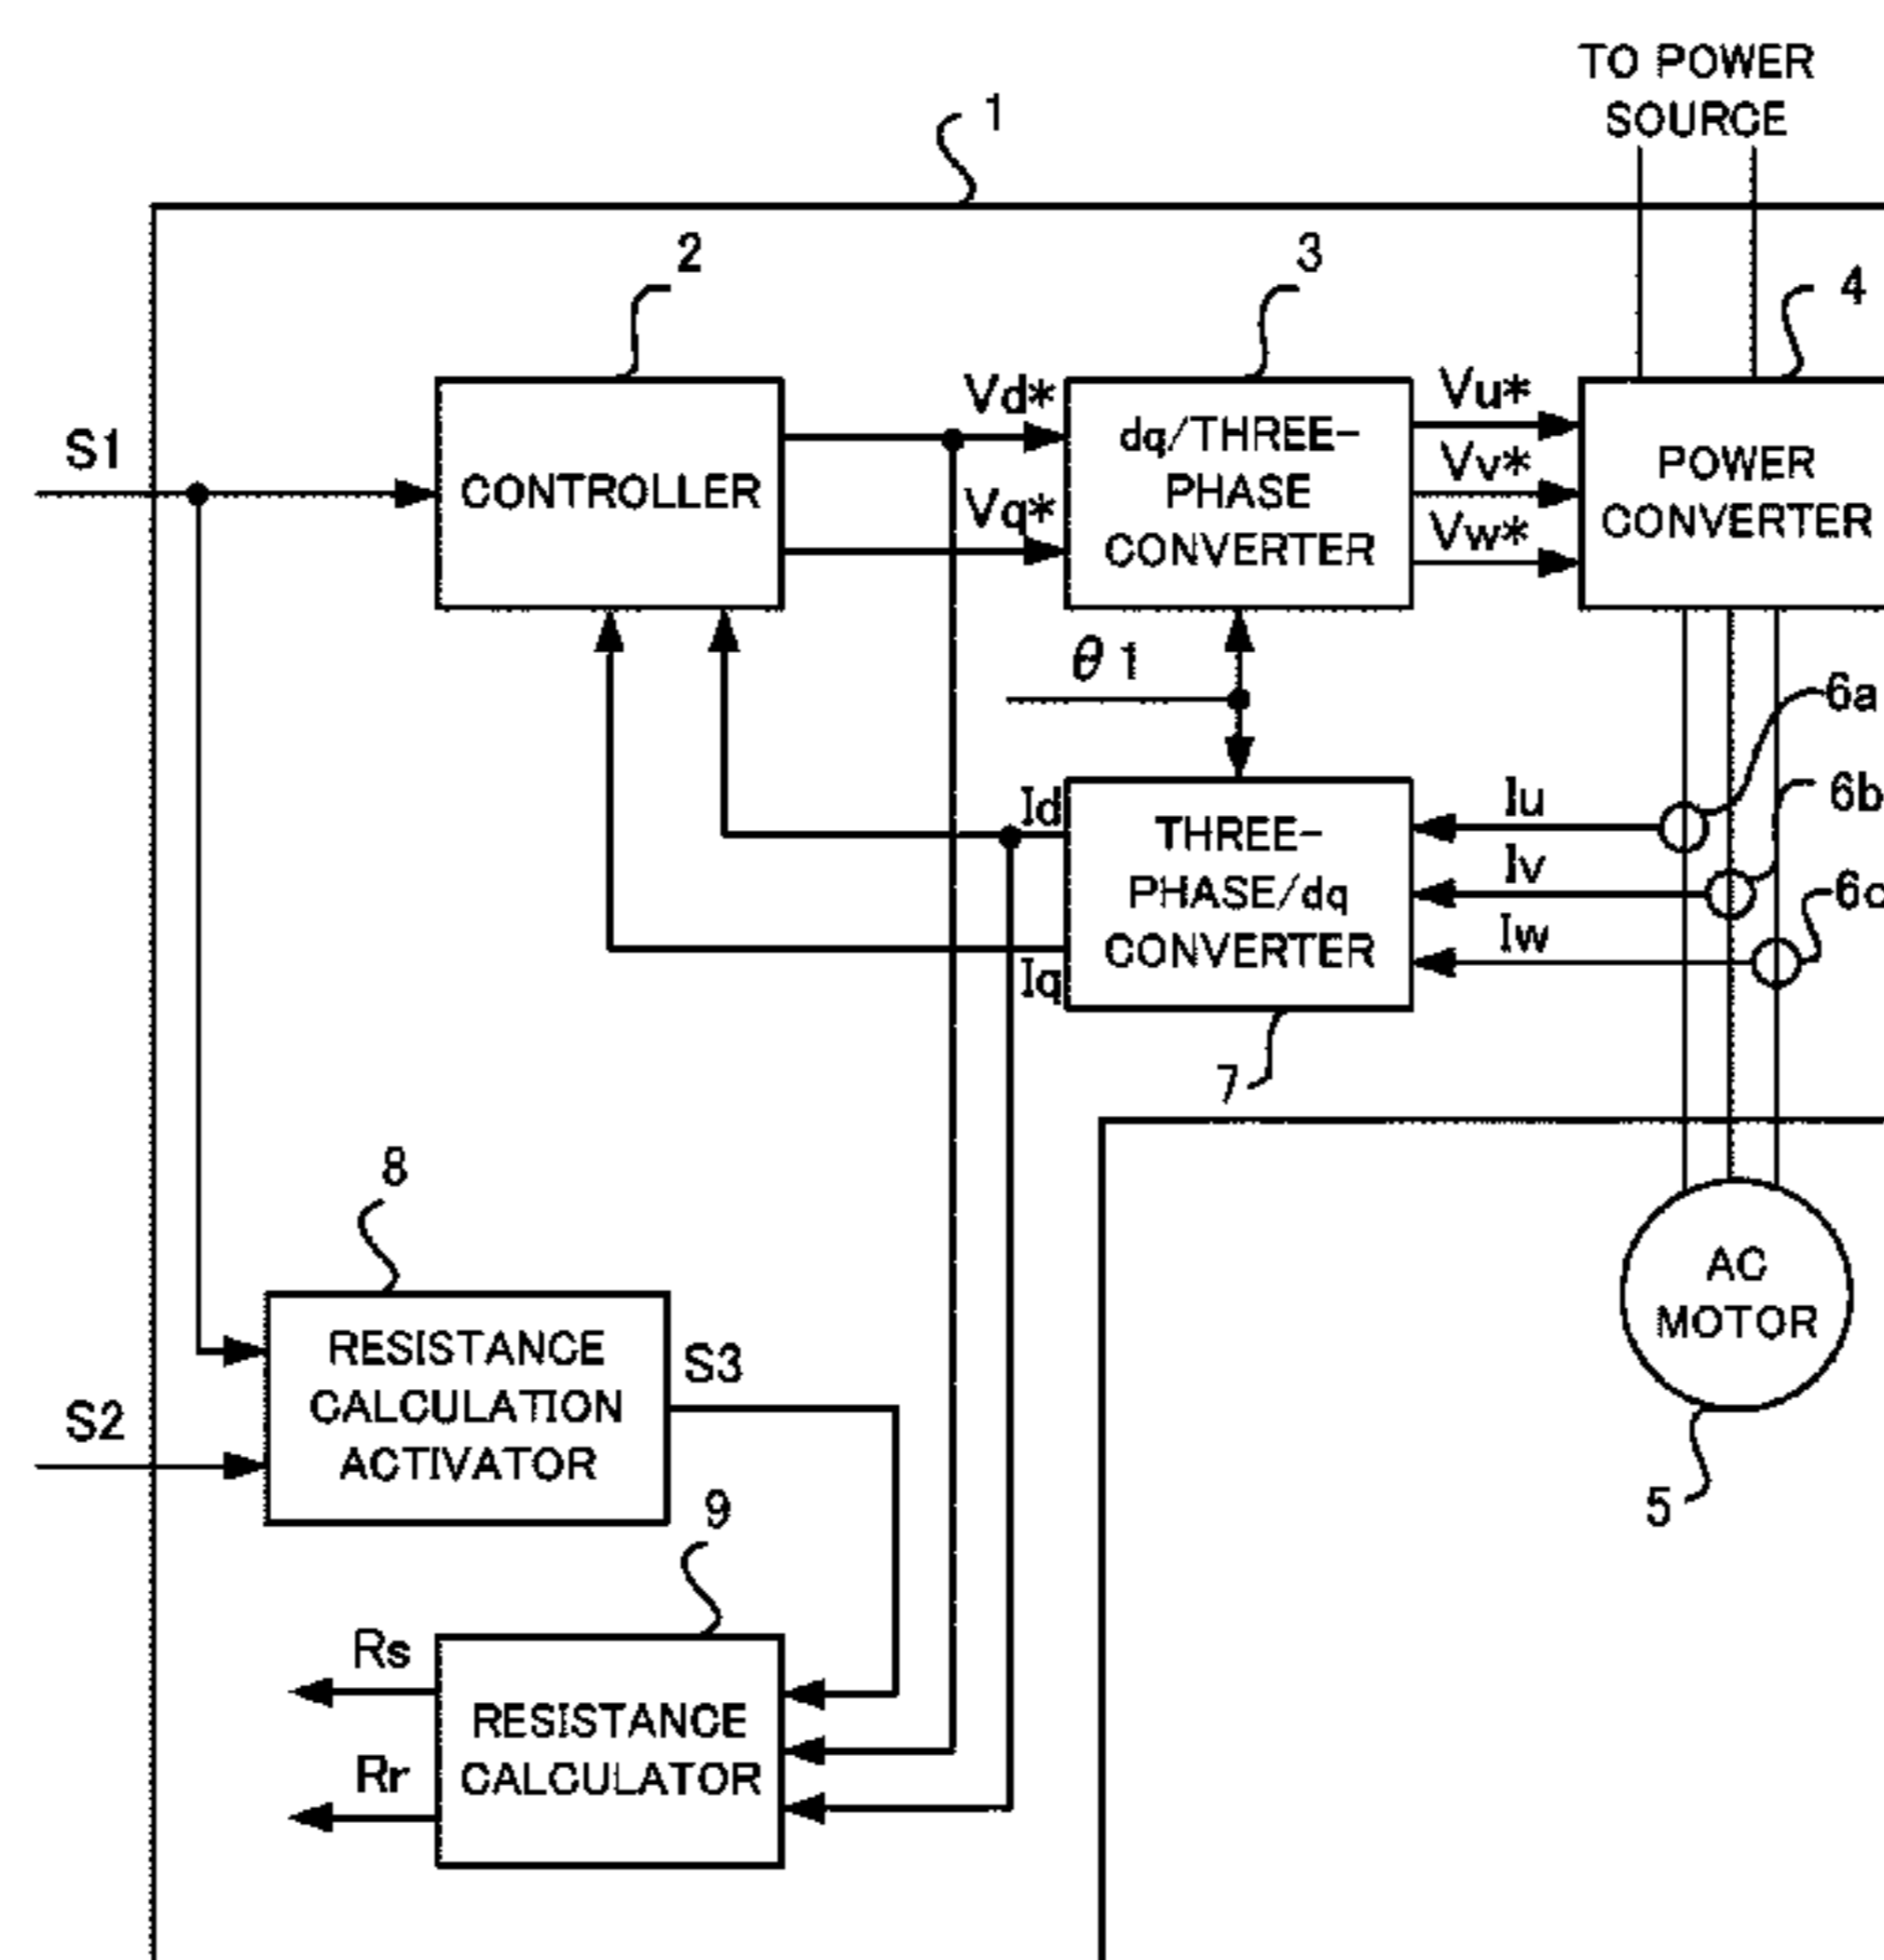 TO POWER
SOURCE
1
2
3
4
S1
CONTROLLER
Vd*
Vq*
dq/THREE-
PHASE
CONVERTER
Vu*
Vv*
Vw*
POWER
CONVERTER
θ1
6a
6b
6c
Id
Iq
THREE-
PHASE/dq
CONVERTER
Iu
Iv
Iw
7
8
S2
RESISTANCE
CALCULATION
ACTIVATOR
S3
AC
MOTOR
5
9
Rs
Rr
RESISTANCE
CALCULATOR